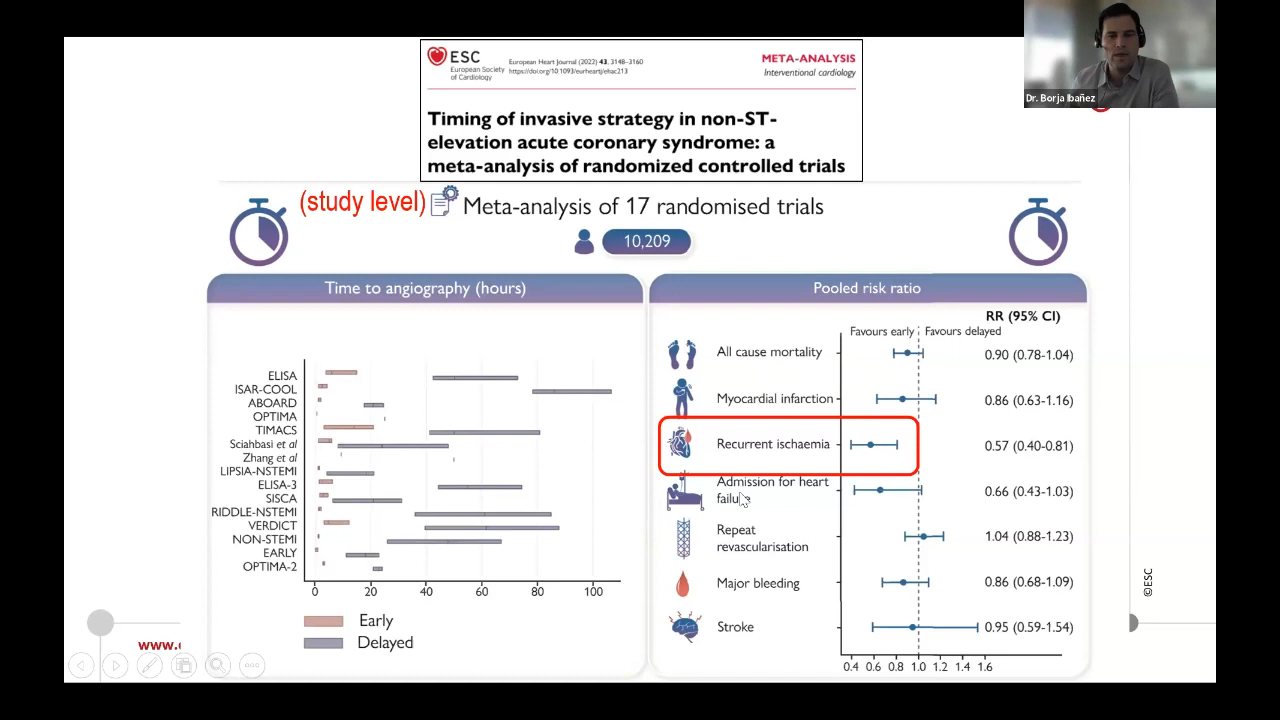 Dr. Borja Ibañez
ESC
European Society
of Cardiology
European Heart Journal (2022) 43, 3148–3160
https://doi.org/10.1093/eurheartj/ehac213
META-ANALYSIS
Interventional cardiology
Timing of invasive strategy in non-ST-
elevation acute coronary syndrome: a
meta-analysis of randomized controlled trials
(study level)
Meta-analysis of 17 randomised trials
10,209
Time to angiography (hours)
ELISA
ISAR-COOL
ABOARD
OPTIMA
TIMACS
Sciahbasi et al
Zhang et al
LIPSIA-NSTEMI
ELISA-3
SISCA
RIDDLE-NSTEMI
VERDICT
NON-STEMI
EARLY
OPTIMA-2
0 20 40 60 80 100
Early
Delayed
Pooled risk ratio
RR (95% CI)
Favours early Favours delayed
All cause mortality 0.90 (0.78-1.04)
Myocardial infarction 0.86 (0.63-1.16)
Recurrent ischaemia 0.57 (0.40-0.81)
Admission for heart
failure 0.66 (0.43-1.03)
Repeat
revascularisation 1.04 (0.88-1.23)
Major bleeding 0.86 (0.68-1.09)
Stroke 0.95 (0.59-1.54)
0.4 0.6 0.8 1.0 1.2 1.4 1.6
©ESC
www.